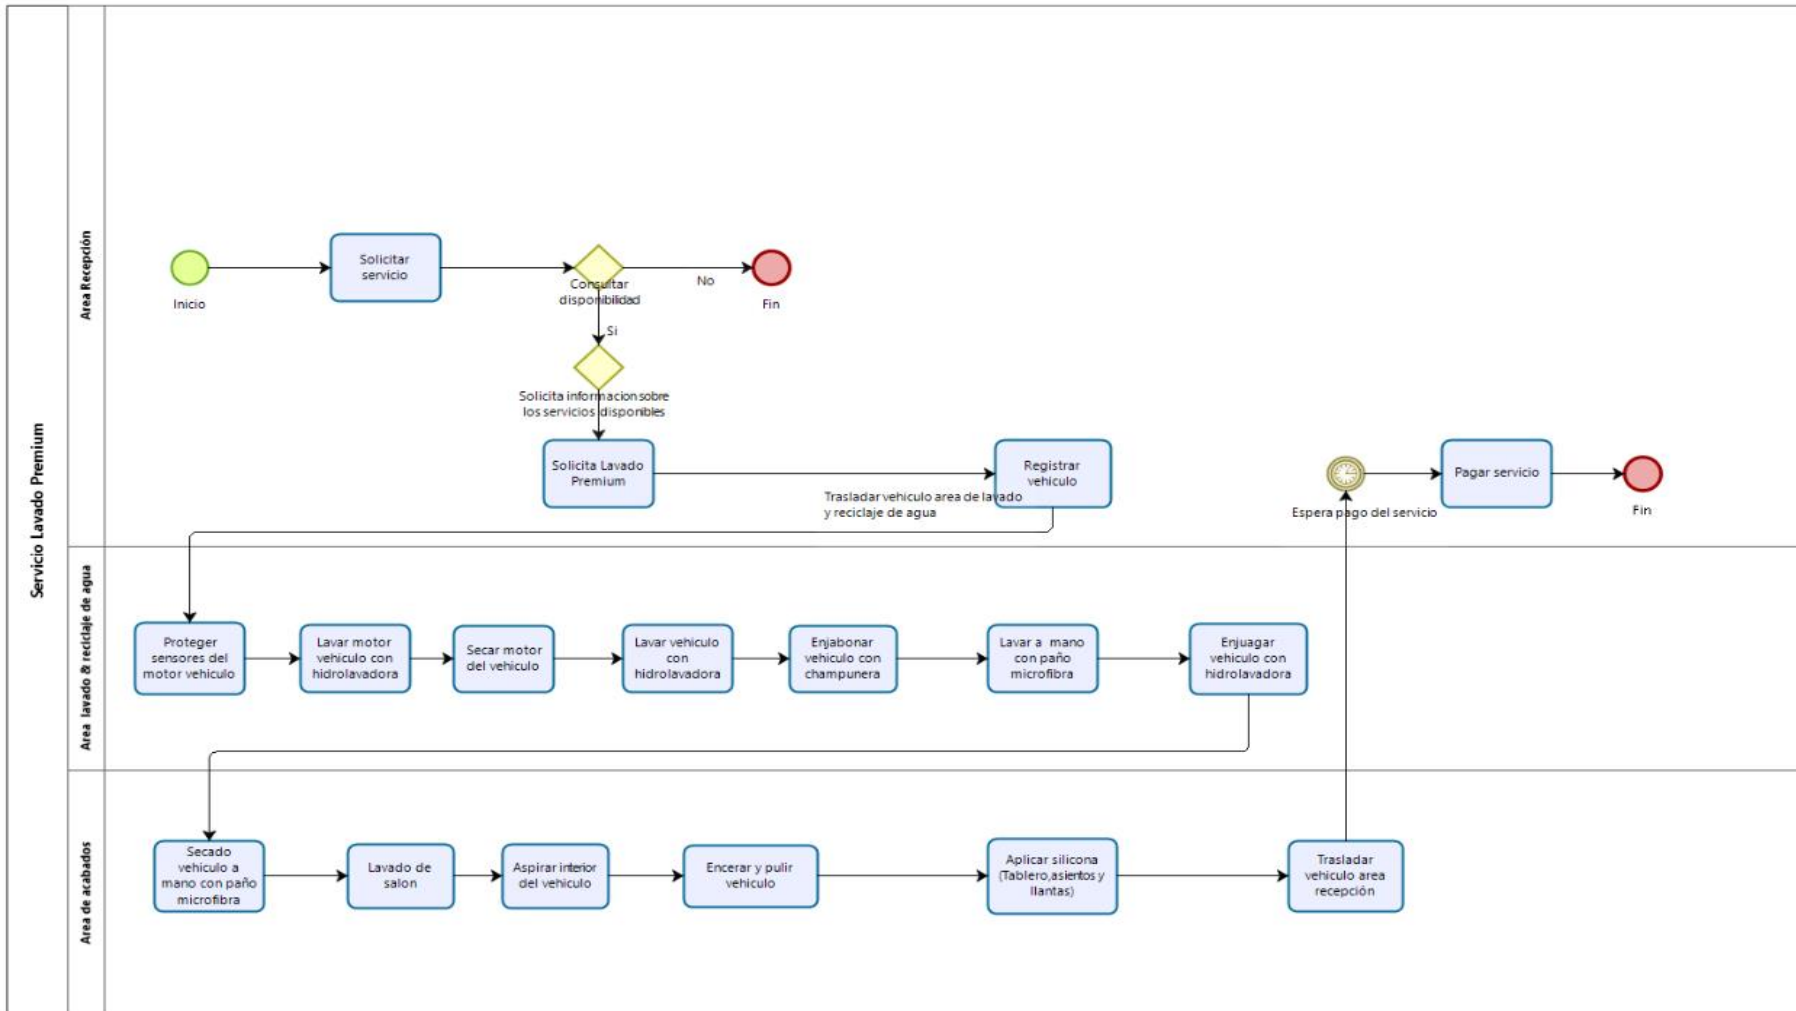 Servicio Lavado Premium
Area Recepción
Inicio
Solicitar
servicio
Consultar
disponibilidad
No
Fin
Si
Solicita informacion sobre
los servicios disponibles
Solicita Lavado
Premium
Registrar
vehiculo
Trasladar vehiculo area de lavado
y reciclaje de agua
Espera pago del servicio
Pagar servicio
Fin
Area lavado & reciclaje de agua
Proteger
sensores del
motor vehiculo
Lavar motor
vehiculo con
hidrolavadora
Secar motor
del vehiculo
Lavar vehiculo
con
hidrolavadora
Enjabonar
vehiculo con
champunera
Lavar a mano
con paño
microfibra
Enjuagar
vehiculo con
hidrolavadora
Area de acabados
Secado
vehiculo a
mano con paño
microfibra
Lavado de
salon
Aspirar interior
del vehiculo
Encerar y pulir
vehiculo
Aplicar silicona
(Tablero,asientos y
llantas)
Trasladar
vehiculo area
recepción